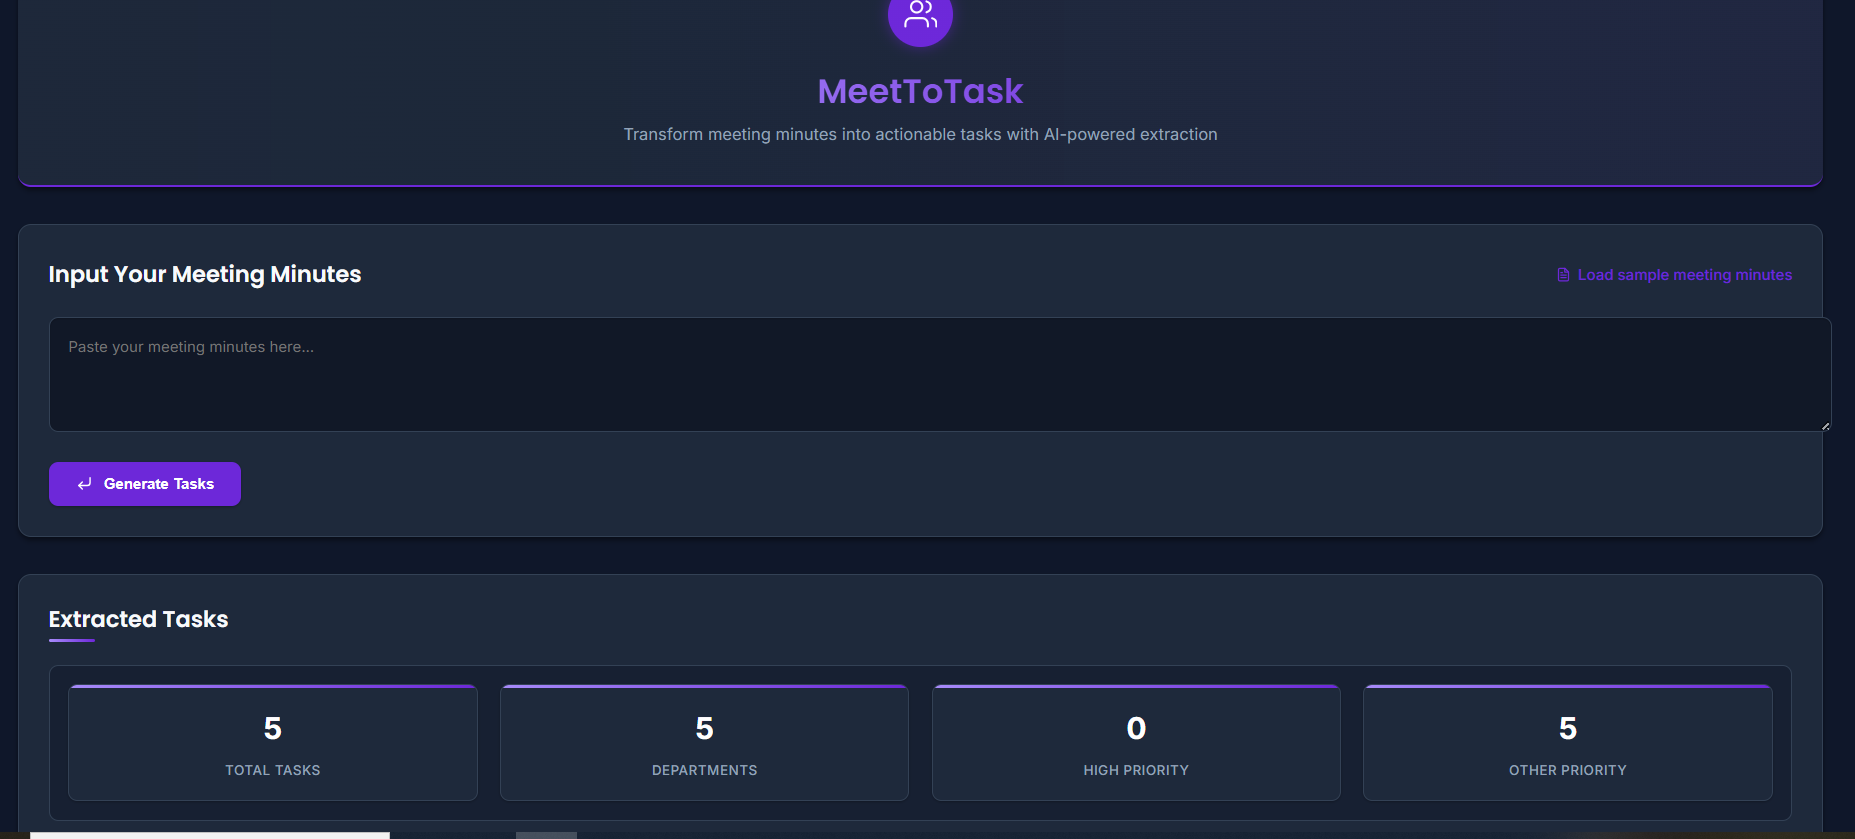 MeetToTask
Transform meeting minutes into actionable tasks with AI-powered extraction
Input Your Meeting Minutes
Load sample meeting minutes
Paste your meeting minutes here...
Generate Tasks
Extracted Tasks
5
TOTAL TASKS
5
DEPARTMENTS
0
HIGH PRIORITY
5
OTHER PRIORITY